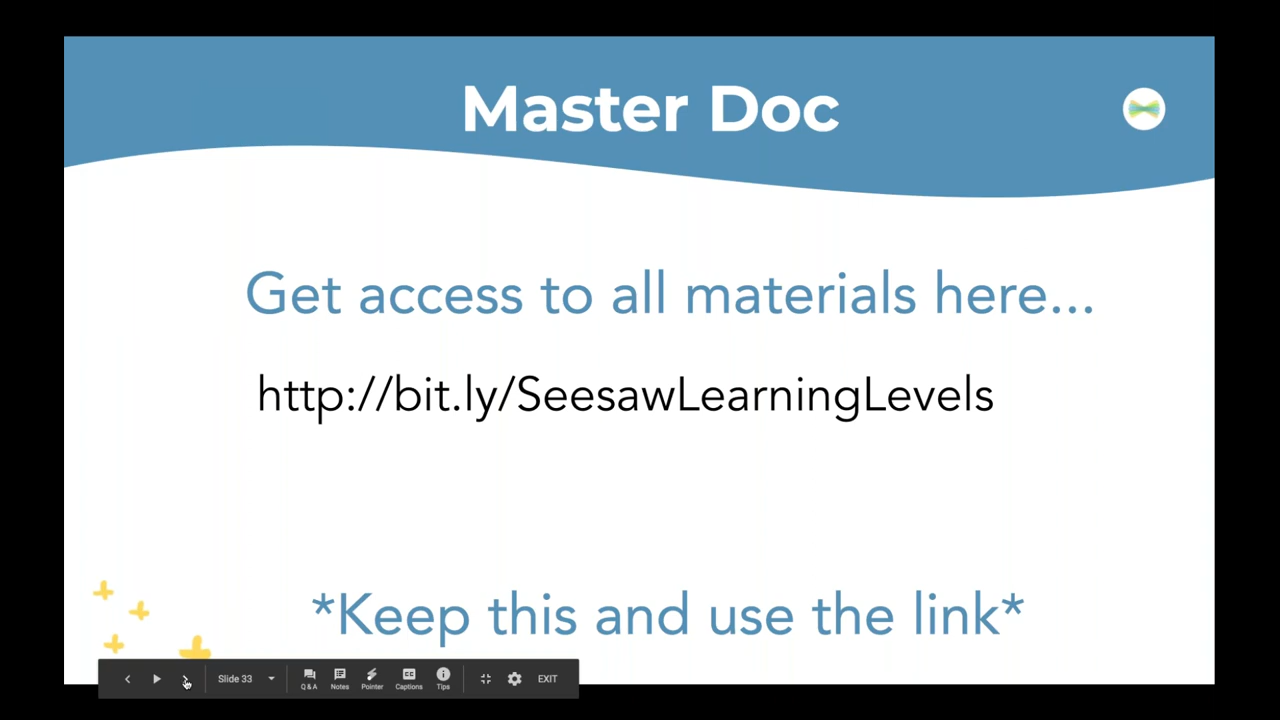 Master Doc
Get access to all materials here...
http://bit.ly/SeesawLearningLevels
*Keep this and use the link*
Slide 33
Q & A
Notes
Pointer
Captions
Tips
EXIT
CC